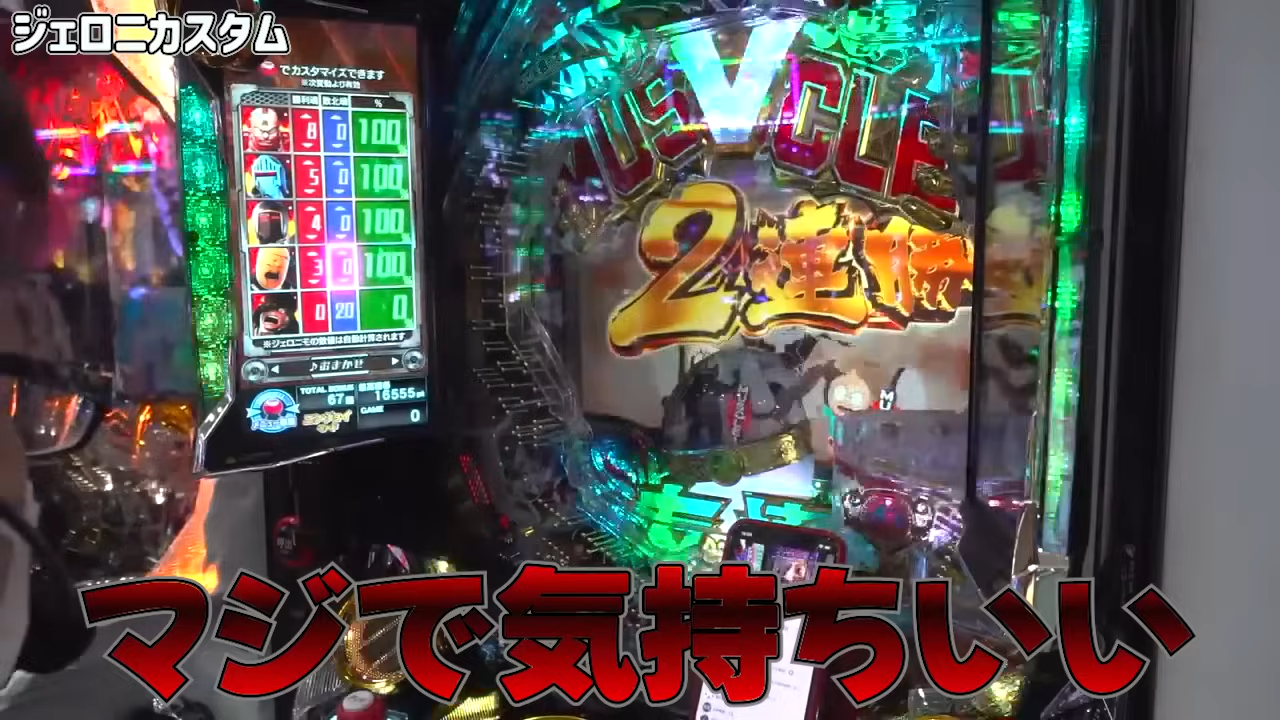 ジェロニカスタム
でカスタマイズできます
※次変動より有効
勝利数 敗北数 %
8 0 100
5 0 100
4 0 100
3 0 100
0 20 0
※ジェロニモの数値は自動計算されます
♪おまかせ
TOTAL BONUS
67回
16555pt
GAME
0
MUSCLE
2連勝
マジで気持ちいい